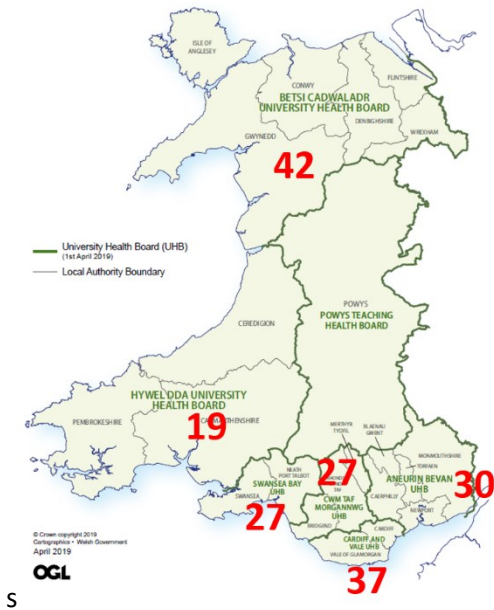 ISLE OF
ANGLESEY
CONWY
FLINTSHIRE
BETSI CADWALADR
UNIVERSITY HEALTH BOARD
DENBIGHSHIRE
GWYNEDD
WREXHAM
42
University Health Board (UHB)
(1st April 2019)
Local Authority Boundary
POWYS
POWYS TEACHING
HEALTH BOARD
CEREDIGION
HYWEL DDA UNIVERSITY
HEALTH BOARD
PEMBROKESHIRE
CARMARTHENSHIRE
19
MERTHYR
TYDFIL
BLAENAU
GWENT
MONMOUTHSHIRE
TORFAEN
NEATH
PORT TALBOT
SWANSEA BAY
UHB
SWANSEA
27
27
CWM TAF
MORGANNWG
UHB
BRIDGEND
CAERPHILLY
ANEURIN BEVAN
UHB
NEWPORT
30
CARDIFF
CARDIFF AND
VALE UHB
VALE OF GLAMORGAN
37
© Crown copyright 2019
Cartographics • Welsh Government
April 2019
OGL
S